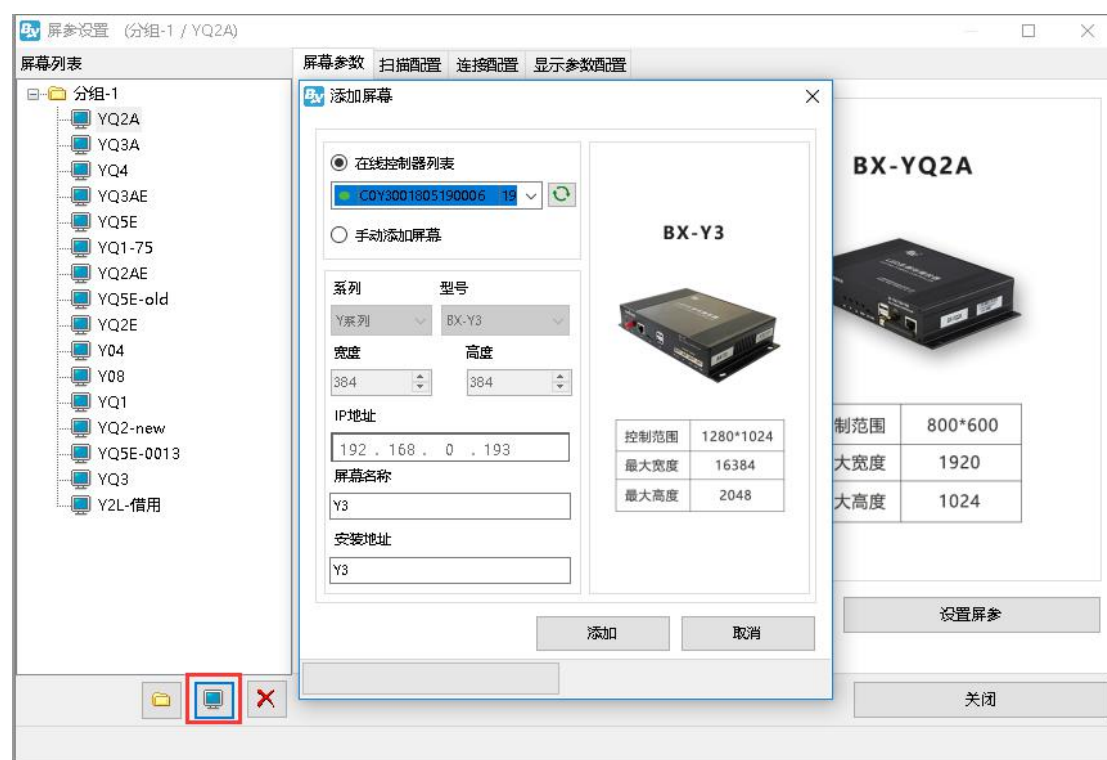 屏参设置 (分组-1 / YQ2A)
屏幕列表
分组-1
YQ2A
YQ3A
YQ4
YQ3AE
YQ5E
YQ1-75
YQ2AE
YQ5E-old
YQ2E
Y04
Y08
YQ1
YQ2-new
YQ5E-0013
YQ3
Y2L-借用
屏幕参数 扫描配置 连接配置 显示参数配置
添加屏幕
在线控制器列表
C0Y3001805190006 19
手动添加屏幕
系列 型号
Y系列 BX-Y3
宽度 高度
384 384
IP地址
192 . 168 . 0 . 193
屏幕名称
Y3
安装地址
Y3
BX-Y3
控制范围 1280*1024
最大宽度 16384
最大高度 2048
添加 取消
BX-YQ2A
制范围 800*600
大宽度 1920
大高度 1024
设置屏参
关闭